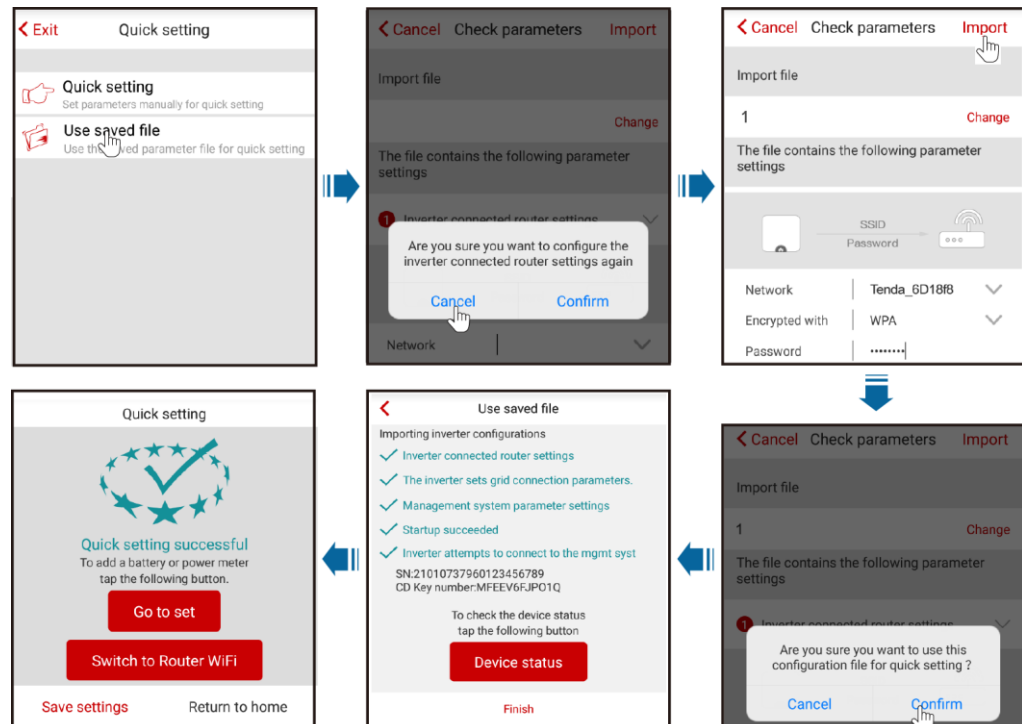 Exit Quick setting
Quick setting
Set parameters manually for quick setting
Use saved file
Use the saved parameter file for quick setting
Cancel Check parameters Import
Import file
Change
The file contains the following parameter
settings
1 Inverter connected router settings
Are you sure you want to configure the
inverter connected router settings again
Cancel Confirm
Network
Cancel Check parameters Import
Import file
1 Change
The file contains the following parameter
settings
SSID
Password
Network Tenda_6D18f8
Encrypted with WPA
Password ••••••••
Cancel Check parameters Import
Import file
1 Change
The file contains the following parameter
settings
1 Inverter connected router settings
Are you sure you want to use this
configuration file for quick setting ?
Cancel Confirm
Use saved file
Importing inverter configurations
Inverter connected router settings
The inverter sets grid connection parameters.
Management system parameter settings
Startup succeeded
Inverter attempts to connect to the mgmt syst
SN:21010737960123456789
CD Key number:MFEEV6FJPO1Q
To check the device status
tap the following button
Device status
Finish
Quick setting
Quick setting successful
To add a battery or power meter
tap the following button.
Go to set
Switch to Router WiFi
Save settings Return to home